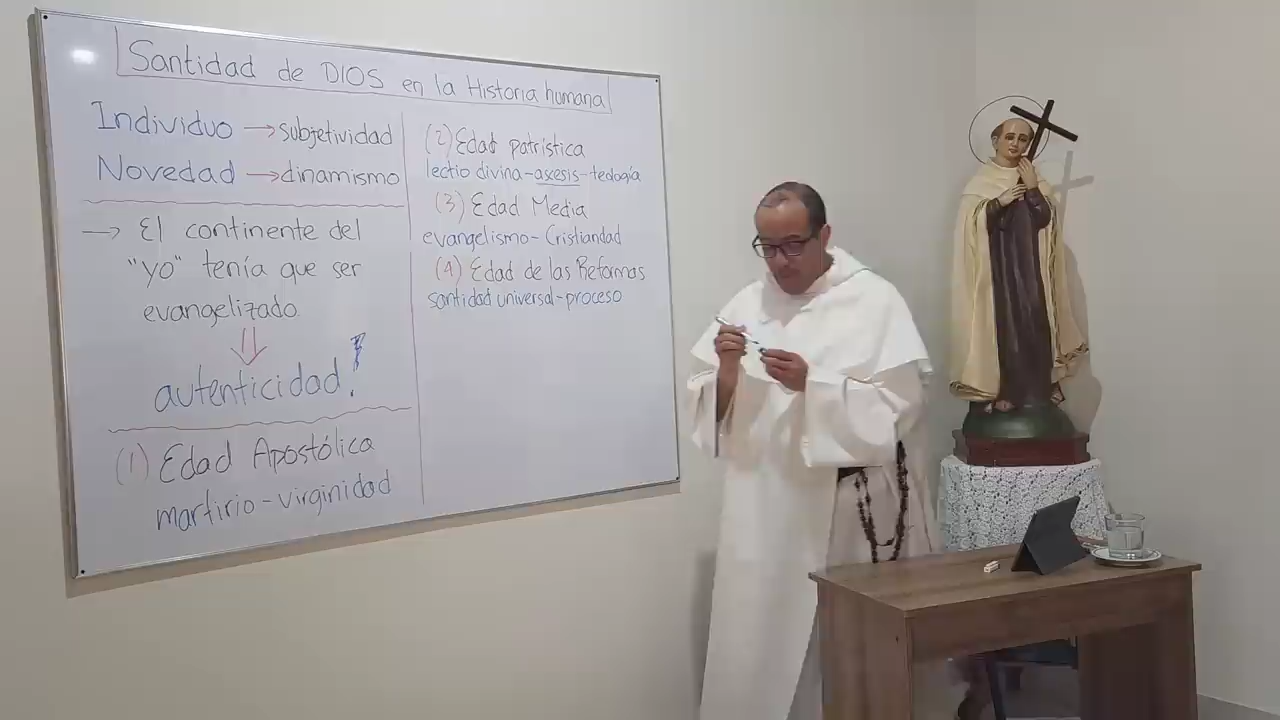 Santidad de DIOS en la Historia humana
Individuo → subjetividad
Novedad → dinamismo
→ El continente del
"yo" tenía que ser
evangelizado
⇓
autenticidad!
(1) Edad Apostólica
martirio - virginidad
(2) Edad patrística
lectio divina - ascesis - teología
(3) Edad Media
evangelismo - Cristiandad
(4) Edad de las Reformas
santidad universal - proceso